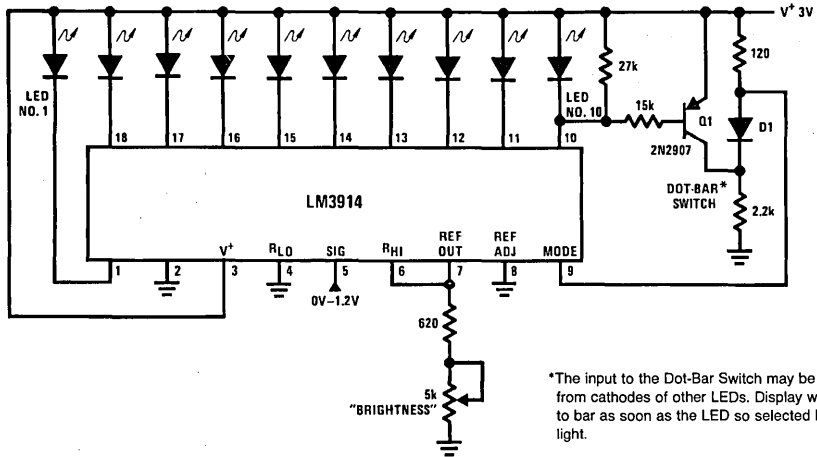 V+ 3V
LED
NO. 1
LED
NO. 10
27k
15k
Q1
2N2907
120
D1
DOT-BAR*
SWITCH
2.2k
18
17
16
15
14
13
12
11
10
LM3914
V+
RLO
SIG
RHI
REF
OUT
REF
ADJ
MODE
1
2
3
4
5
6
7
8
9
0V–1.2V
620
5k
"BRIGHTNESS"
*The input to the Dot-Bar Switch may be
from cathodes of other LEDs. Display w
to bar as soon as the LED so selected
light.